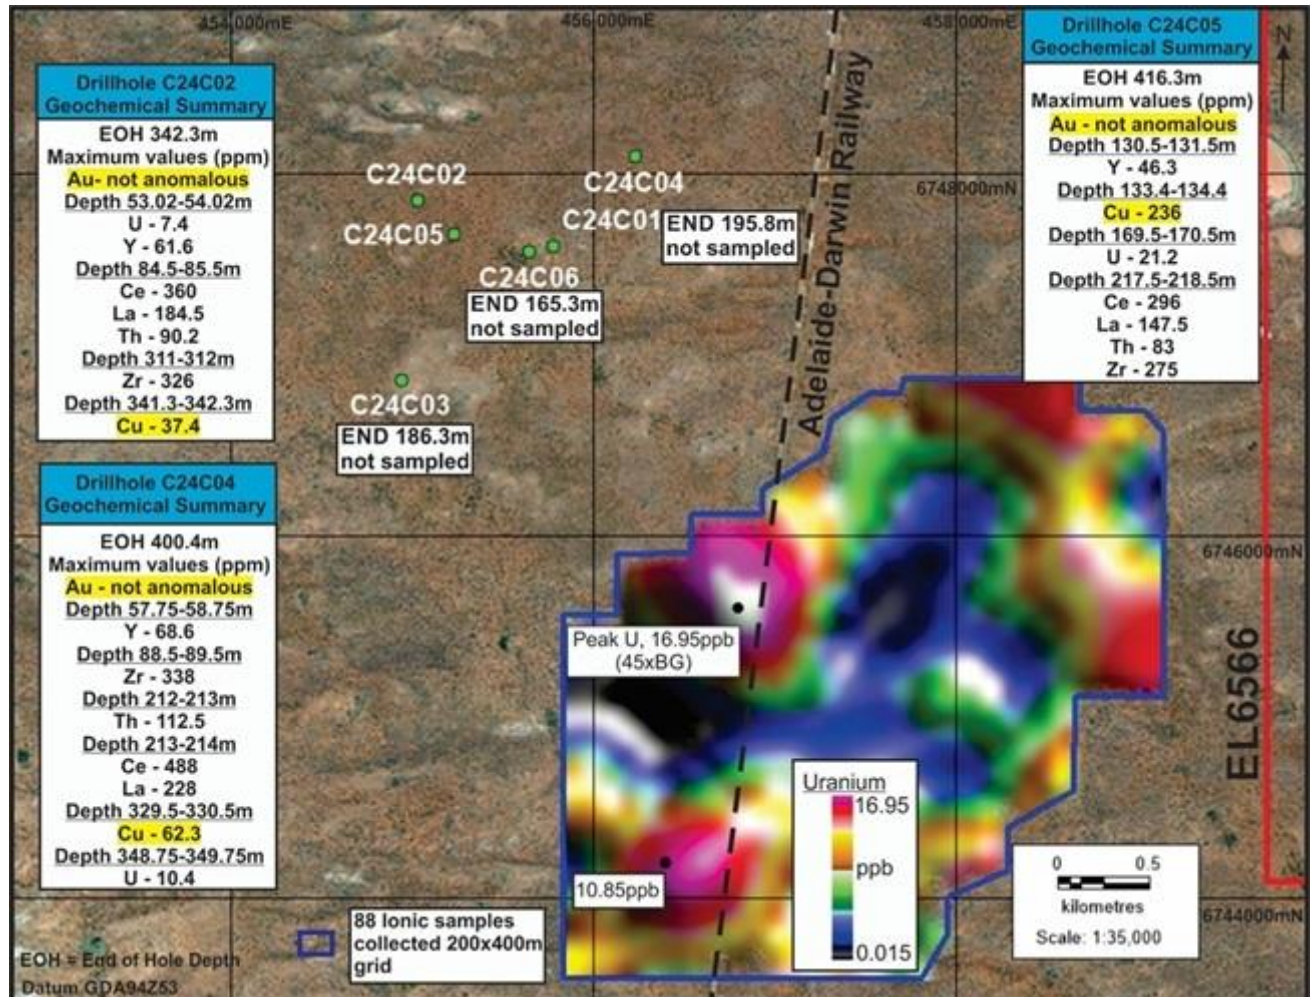 454 000mE
456 000mE
458 000mE
N
Drillhole C24C02
Geochemical Summary
EOH 342.3m
Maximum values (ppm)
Au- not anomalous
Depth 53.02-54.02m
U - 7.4
Y - 61.6
Depth 84.5-85.5m
Ce - 360
La - 184.5
Th - 90.2
Depth 311-312m
Zr - 326
Depth 341.3-342.3m
Cu - 37.4
Drillhole C24C04
Geochemical Summary
EOH 400.4m
Maximum values (ppm)
Au - not anomalous
Depth 57.75-58.75m
Y - 68.6
Depth 88.5-89.5m
Zr - 338
Depth 212-213m
Th - 112.5
Depth 213-214m
Ce - 488
La - 228
Depth 329.5-330.5m
Cu - 62.3
Depth 348.75-349.75m
U - 10.4
EOH = End of Hole Depth
Datum GDA94Z53
C24C02
C24C04
C24C01
C24C05
END 195.8m
not sampled
C24C06
END 165.3m
not sampled
C24C03
END 186.3m
not sampled
Adelaide-Darwin Railway
Drillhole C24C05
Geochemical Summary
EOH 416.3m
Maximum values (ppm)
Au - not anomalous
Depth 130.5-131.5m
Y - 46.3
Depth 133.4-134.4
Cu - 236
Depth 169.5-170.5m
U - 21.2
Depth 217.5-218.5m
Ce - 296
La - 147.5
Th - 83
Zr - 275
6748000mN
6746000mN
6744000mN
EL6566
Peak U, 16.95ppb
(45xBG)
10.85ppb
Uranium
16.95
ppb
0.015
0 0.5
kilometres
Scale: 1:35,000
88 Ionic samples
collected 200x400m
grid